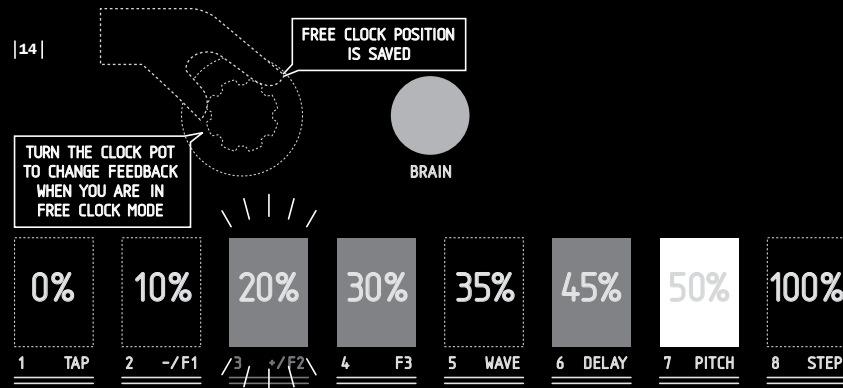 |14|
FREE CLOCK POSITION
IS SAVED
TURN THE CLOCK POT
TO CHANGE FEEDBACK
WHEN YOU ARE IN
FREE CLOCK MODE
BRAIN
0% 10% 20% 30% 35% 45% 50% 100%
1 TAP 2 -/F1 3 +/F2 4 F3 5 WAVE 6 DELAY 7 PITCH 8 STEP